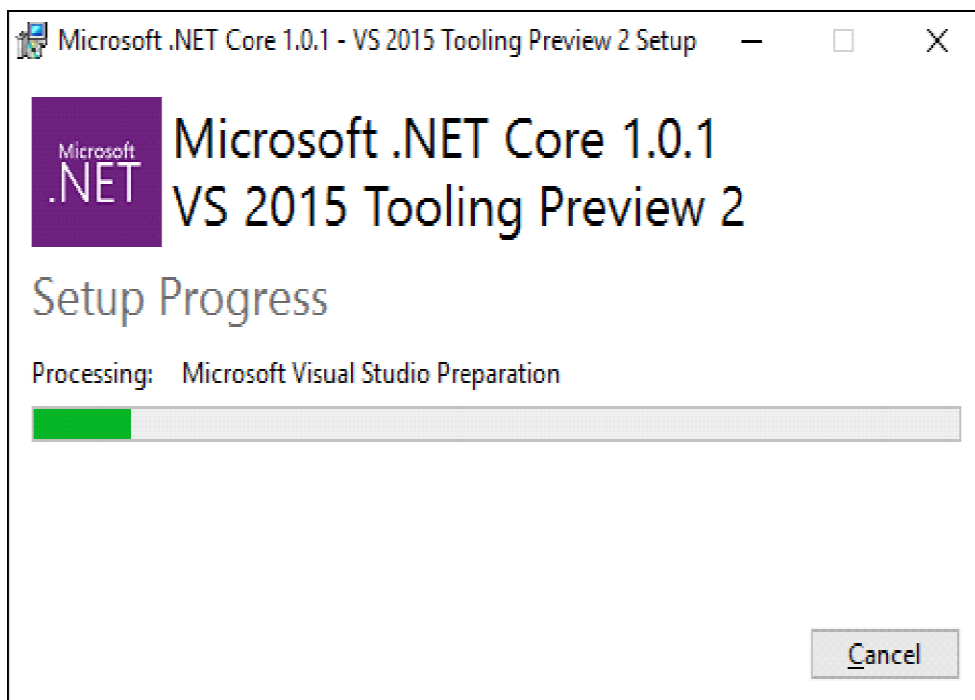 Microsoft .NET Core 1.0.1 - VS 2015 Tooling Preview 2 Setup
Microsoft
.NET
Microsoft .NET Core 1.0.1
VS 2015 Tooling Preview 2
Setup Progress
Processing: Microsoft Visual Studio Preparation
Cancel